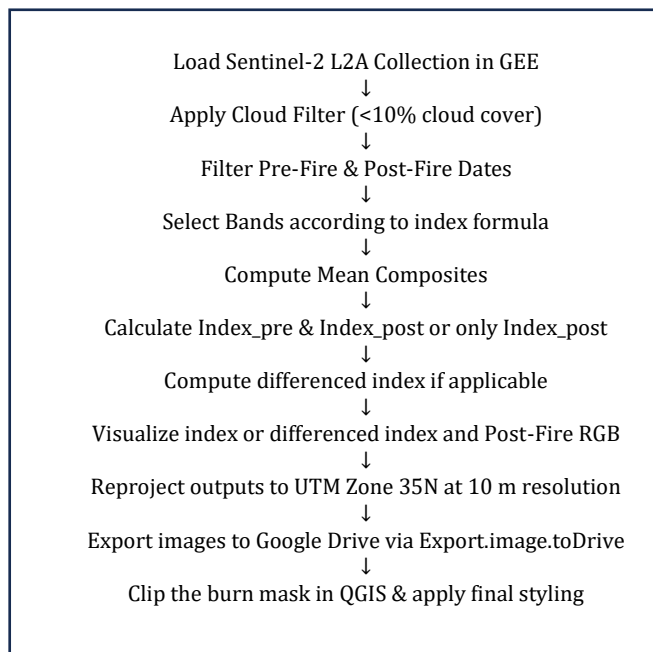 Load Sentinel-2 L2A Collection in GEE
↓
Apply Cloud Filter (<10% cloud cover)
↓
Filter Pre-Fire & Post-Fire Dates
↓
Select Bands according to index formula
↓
Compute Mean Composites
↓
Calculate Index_pre & Index_post or only Index_post
↓
Compute differenced index if applicable
↓
Visualize index or differenced index and Post-Fire RGB
↓
Reproject outputs to UTM Zone 35N at 10 m resolution
↓
Export images to Google Drive via Export.image.toDrive
↓
Clip the burn mask in QGIS & apply final styling